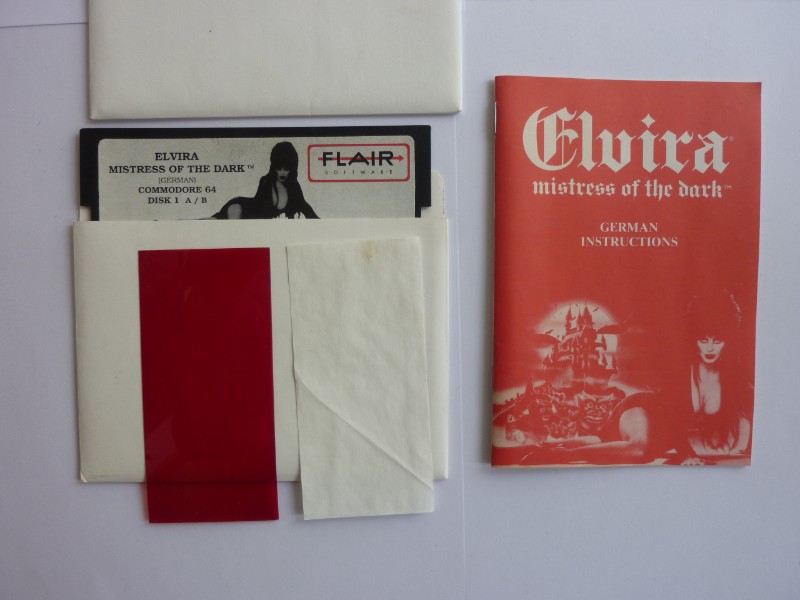 ELVIRA
MISTRESS OF THE DARK™
(GERMAN)
COMMODORE 64
DISK 1 A / B
FLAIR
SOFTWARE
Elvira®
mistress of the dark™
GERMAN
INSTRUCTIONS